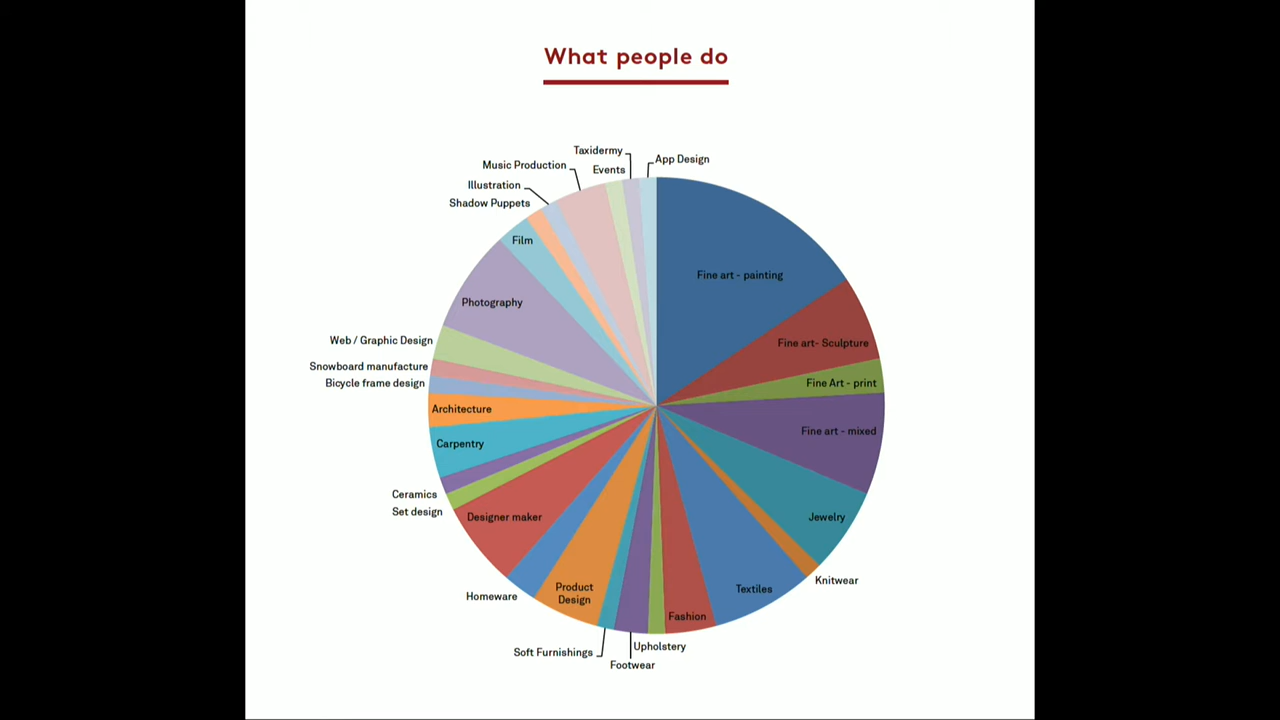 What people do
Taxidermy
App Design
Music Production
Events
Illustration
Shadow Puppets
Film
Fine art - painting
Photography
Web / Graphic Design
Fine art- Sculpture
Snowboard manufacture
Bicycle frame design
Fine Art - print
Architecture
Fine art - mixed
Carpentry
Ceramics
Set design
Designer maker
Jewelry
Knitwear
Homeware
Product
Design
Textiles
Fashion
Soft Furnishings
Upholstery
Footwear